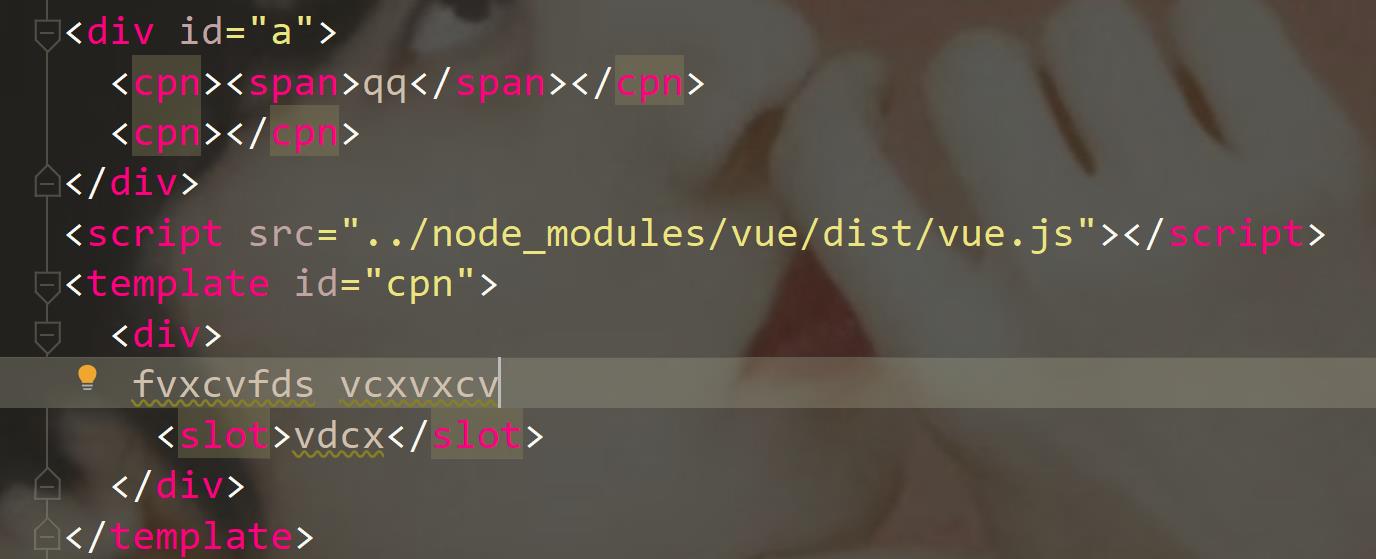 <div id="a">
<cpn><span>qq</span></cpn>
<cpn></cpn>
</div>
<script src="../node_modules/vue/dist/vue.js"></script>
<template id="cpn">
<div>
fvxcvfds vcxvxcv
<slot>vdcx</slot>
</div>
</template>